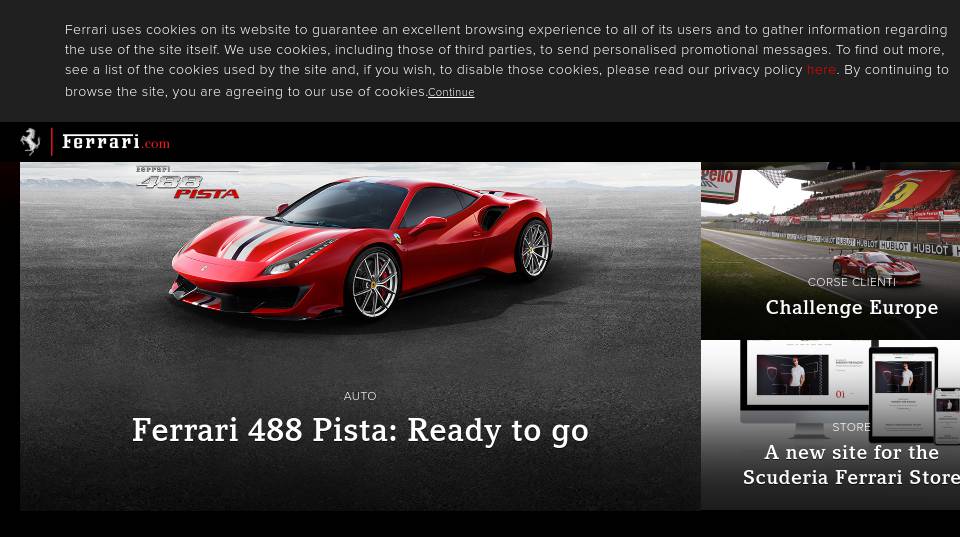 Ferrari uses cookies on its website to guarantee an excellent browsing experience to all of its users and to gather information regarding
the use of the site itself. We use cookies, including those of third parties, to send personalised promotional messages. To find out more,
see a list of the cookies used by the site and, if you wish, to disable those cookies, please read our privacy policy here. By continuing to
browse the site, you are agreeing to our use of cookies.Continue
Ferrari.com
Ferrari
488
PISTA
AUTO
Ferrari 488 Pista: Ready to go
HUBLOT HUBLOT HUBLOT
CORSE CLIENTI
Challenge Europe
01
STORE
A new site for the
Scuderia Ferrari Store